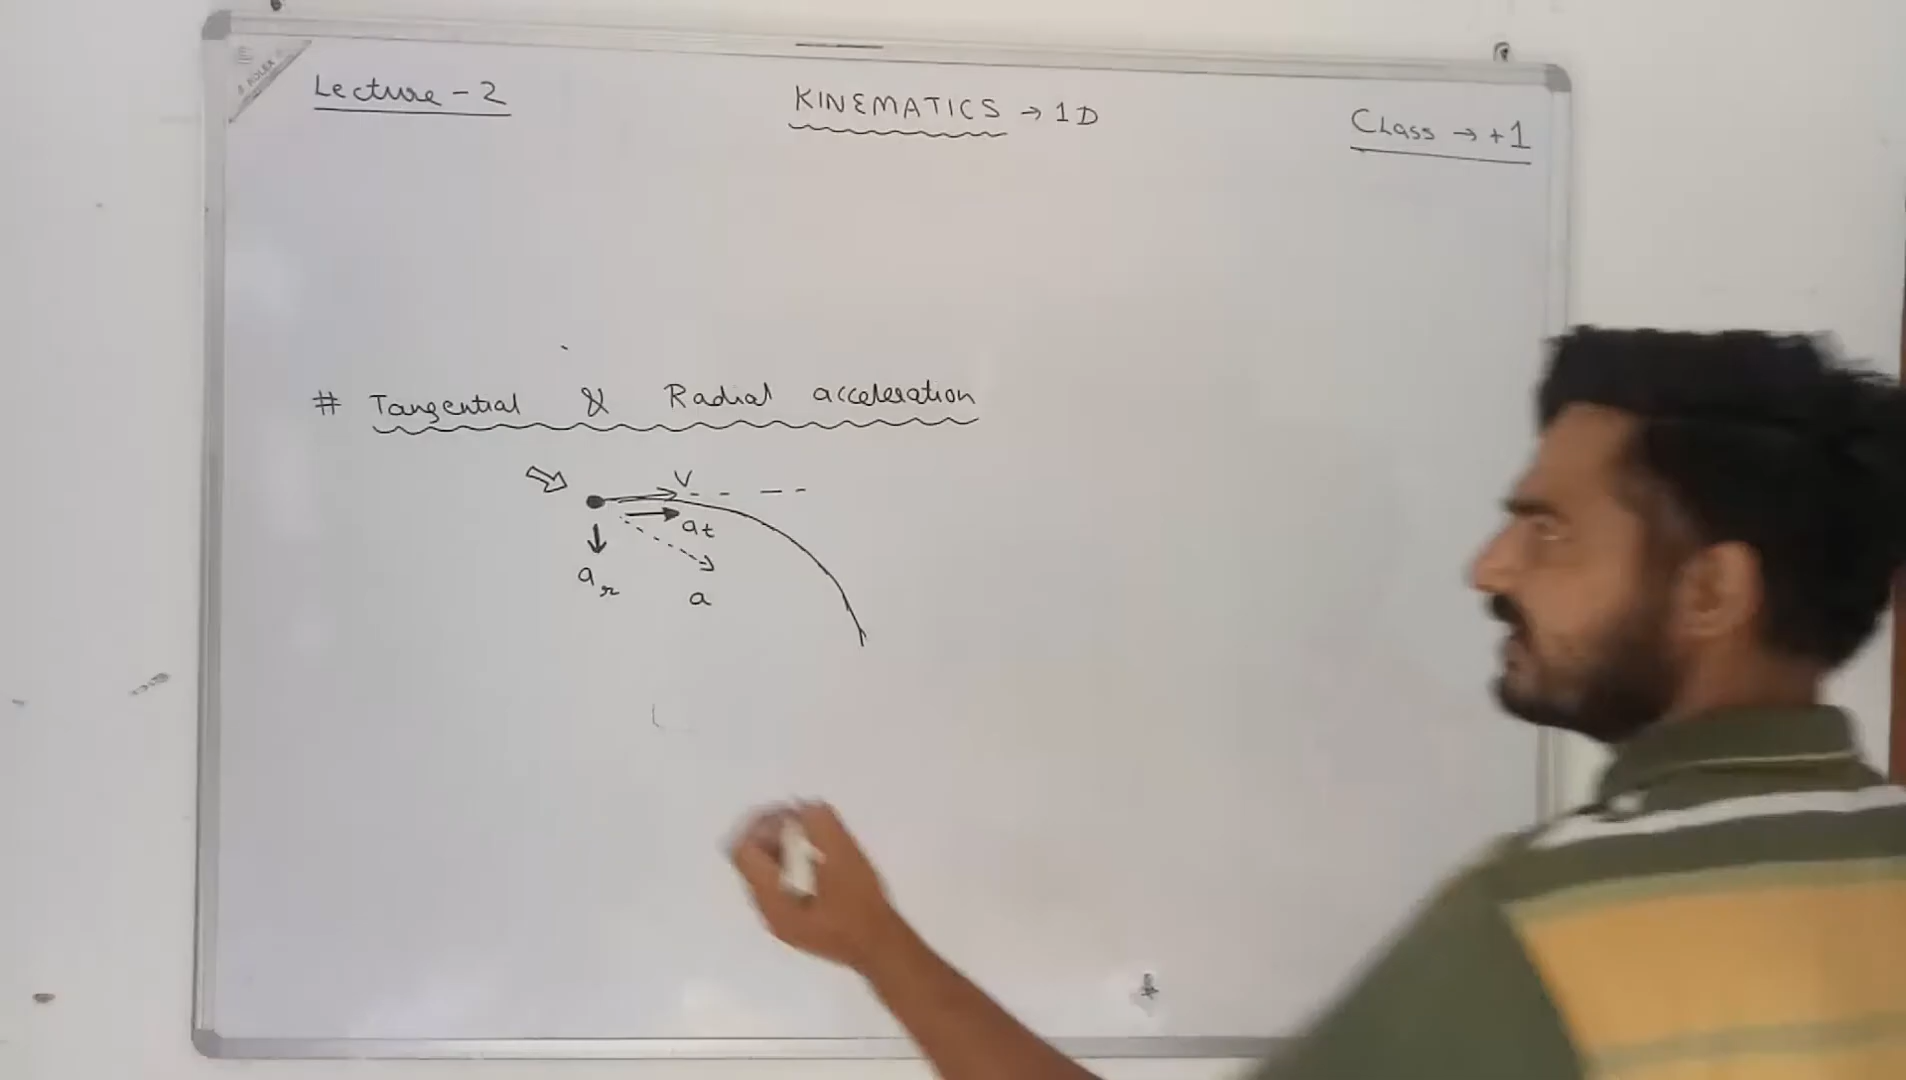 Lecture - 2
KINEMATICS → 1D
Class → +1
# Tangential & Radial acceleration
v
at
ar
a